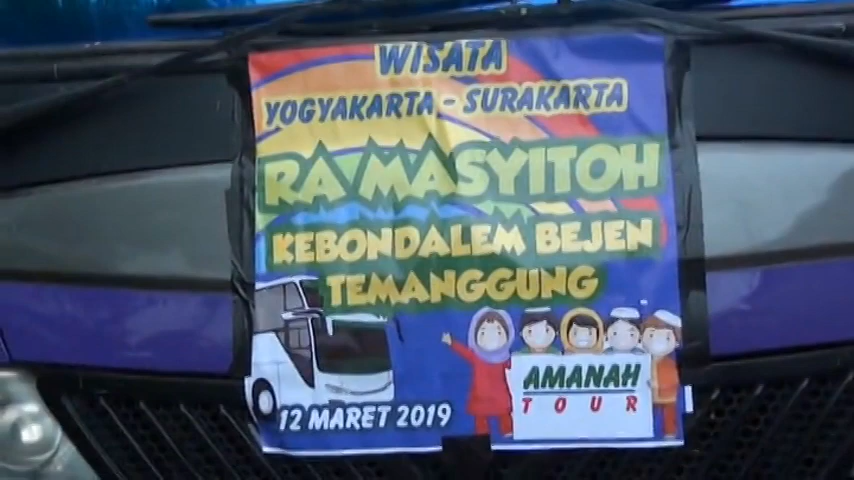 WISATA
YOGYAKARTA - SURAKARTA
RA MASYITOH
KEBONDALEM BEJEN
TEMANGGUNG
12 MARET 2019
AMANAH
TOUR